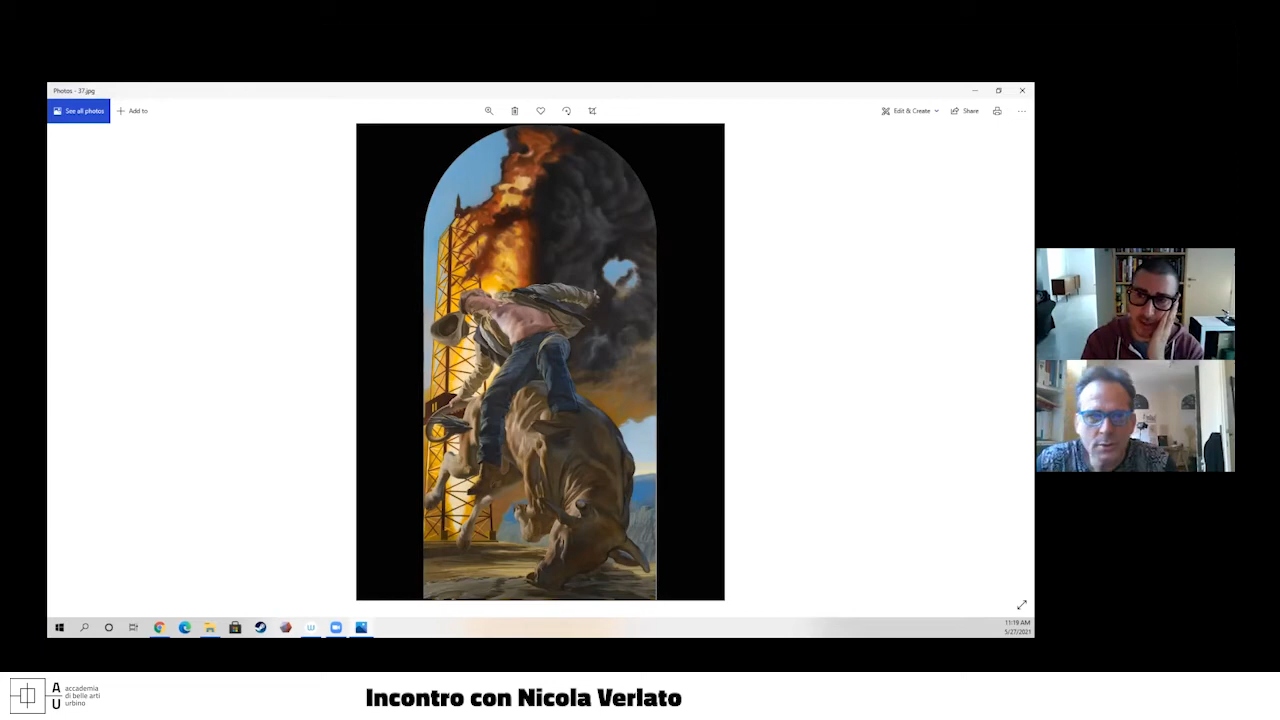 Photos - 37.jpg
See all photos
Add to
Edit & Create
Share
11:19 AM
5/27/2021
A
U
accademia
di belle arti
urbino
Incontro con Nicola Verlato